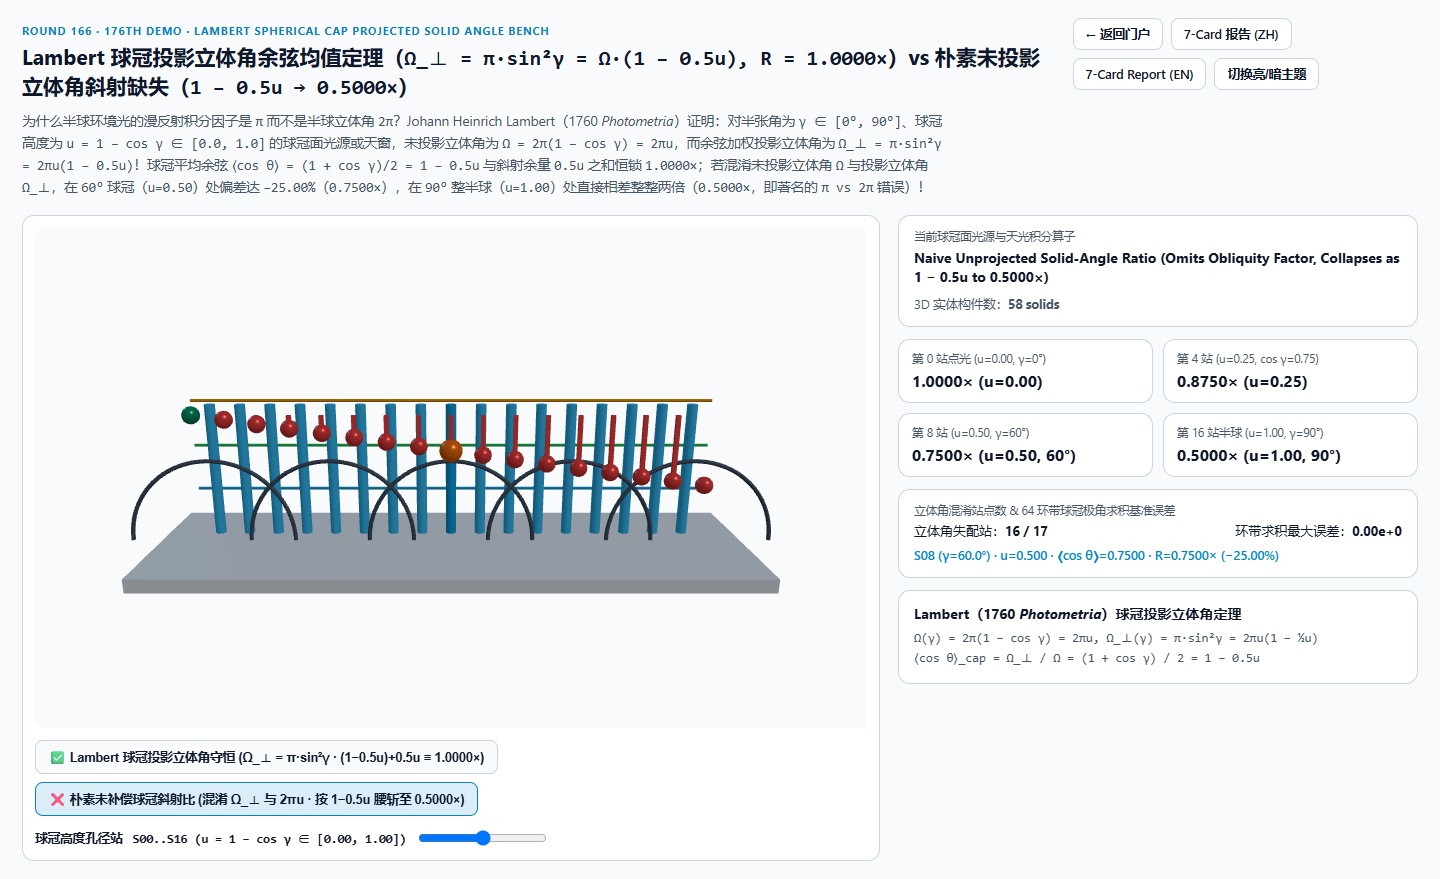 ROUND 166 · 176TH DEMO · LAMBERT SPHERICAL CAP PROJECTED SOLID ANGLE BENCH
Lambert 球冠投影立体角余弦均值定理（Ω_⊥ = π·sin²γ = Ω·(1 − 0.5u), R = 1.0000×）vs 朴素未投影
立体角斜射缺失（1 − 0.5u → 0.5000×）
为什么半球环境光的漫反射积分因子是 π 而不是半球立体角 2π？Johann Heinrich Lambert（1760 Photometria）证明：对半张角为 γ ∈ [0°, 90°]、球冠
高度为 u = 1 − cos γ ∈ [0.0, 1.0] 的球冠面光源或天窗，未投影立体角为 Ω = 2π(1 − cos γ) = 2πu，而余弦加权投影立体角为 Ω_⊥ = π·sin²γ
= 2πu(1 − 0.5u)！球冠平均余弦 ⟨cos θ⟩ = (1 + cos γ)/2 = 1 − 0.5u 与斜射余量 0.5u 之和恒锁 1.0000×；若混淆未投影立体角 Ω 与投影立体角
Ω_⊥，在 60° 球冠（u=0.50）处偏差达 −25.00%（0.7500×），在 90° 整半球（u=1.00）处直接相差整整两倍（0.5000×，即著名的 π vs 2π 错误）！
← 返回门户
7-Card 报告 (ZH)
7-Card Report (EN)
切换亮/暗主题
✅ Lambert 球冠投影立体角守恒 (Ω_⊥ = π·sin²γ · (1−0.5u)+0.5u ≡ 1.0000×)
❌ 朴素未补偿球冠斜射比 (混淆 Ω_⊥ 与 2πu · 按 1−0.5u 腰斩至 0.5000×)
球冠高度孔径站 S00..S16 (u = 1 − cos γ ∈ [0.00, 1.00])
当前球冠面光源与天光积分算子
Naive Unprojected Solid-Angle Ratio (Omits Obliquity Factor, Collapses as
1 − 0.5u to 0.5000×)
3D 实体构件数：58 solids
第 0 站点光 (u=0.00, γ=0°)
1.0000× (u=0.00)
第 4 站 (u=0.25, cos γ=0.75)
0.8750× (u=0.25)
第 8 站 (u=0.50, γ=60°)
0.7500× (u=0.50, 60°)
第 16 站半球 (u=1.00, γ=90°)
0.5000× (u=1.00, 90°)
立体角混淆站点数 & 64 环带球冠极角求积基准误差
立体角失配站：16 / 17
环带求积最大误差：0.00e+0
S08 (γ=60.0°) · u=0.500 · ⟨cos θ⟩=0.7500 · R=0.7500× (−25.00%)
Lambert（1760 Photometria）球冠投影立体角定理
Ω(γ) = 2π(1 − cos γ) = 2πu, Ω_⊥(γ) = π·sin²γ = 2πu(1 − ½u)
⟨cos θ⟩_cap = Ω_⊥ / Ω = (1 + cos γ) / 2 = 1 − 0.5u